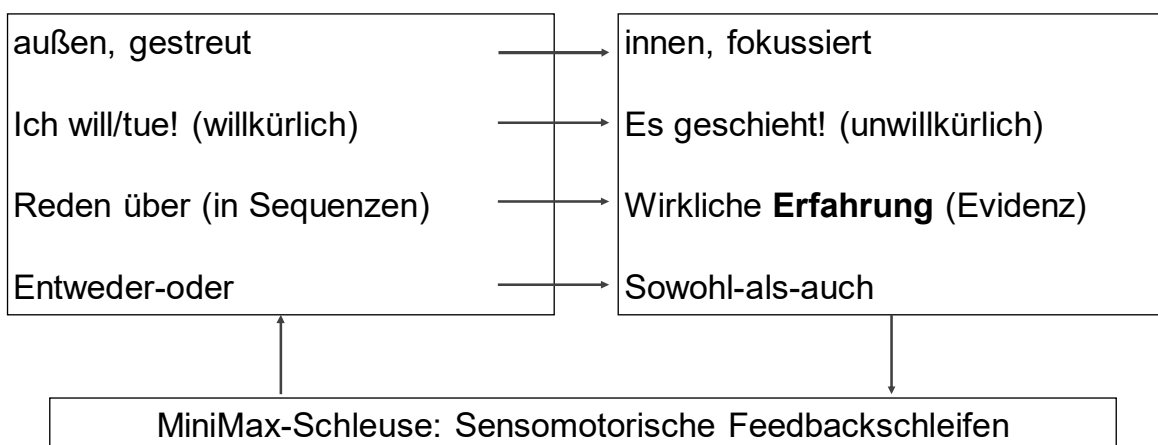 außen, gestreut
innen, fokussiert
Ich will/tue! (willkürlich)
Es geschieht! (unwillkürlich)
Reden über (in Sequenzen)
Wirkliche Erfahrung (Evidenz)
Entweder-oder
Sowohl-als-auch
MiniMax-Schleuse: Sensomotorische Feedbackschleifen